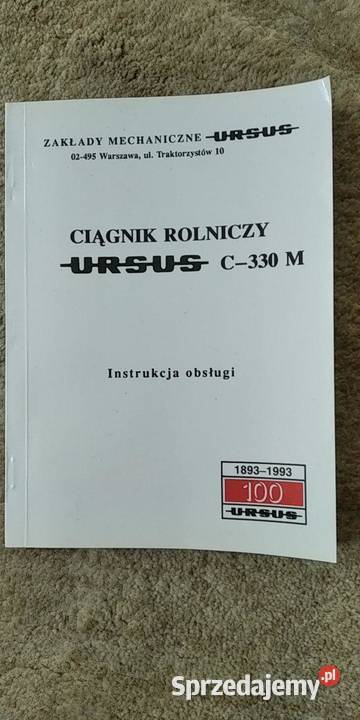 ZAKŁADY MECHANICZNE URSUS
02-495 Warszawa, ul. Traktorzystów 10
CIĄGNIK ROLNICZY
URSUS C–330 M
Instrukcja obsługi
1893–1993
100
URSUS
Sprzedajemy.pl